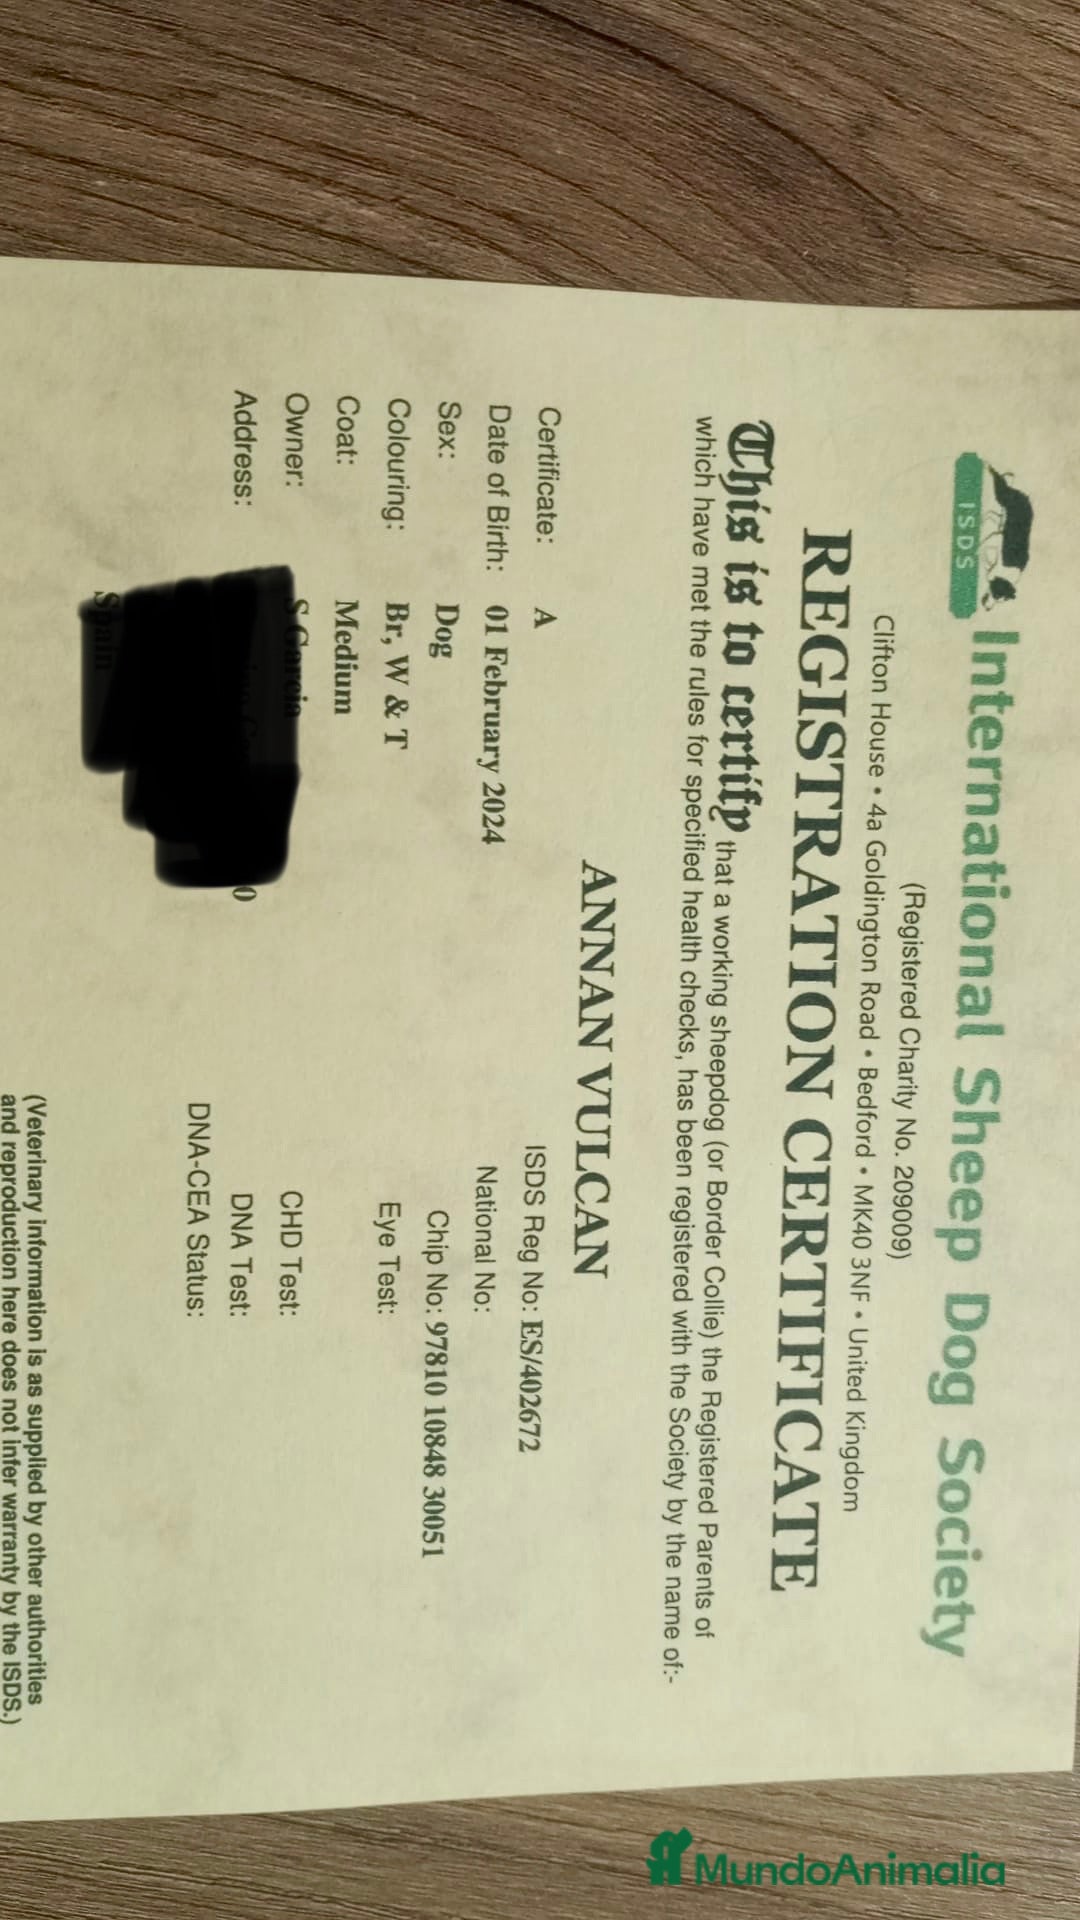 ISDS
International Sheep Dog Society
(Registered Charity No. 209009)
Clifton House • 4a Goldington Road • Bedford • MK40 3NF • United Kingdom
REGISTRATION CERTIFICATE
This is to certify that a working sheepdog (or Border Collie) the Registered Parents of
which have met the rules for specified health checks, has been registered with the Society by the name of:-
ANNAN VULCAN
Certificate: A
ISDS Reg No: ES/402672
Date of Birth: 01 February 2024
National No:
Sex: Dog
Chip No: 97810 10848 30051
Colouring: Br, W & T
Eye Test:
Coat: Medium
Owner:
CHD Test:
Address:
DNA Test:
DNA-CEA Status:
Spain
(Veterinary information is as supplied by other authorities
and reproduction here does not infer warranty by the ISDS.)
MundoAnimalia